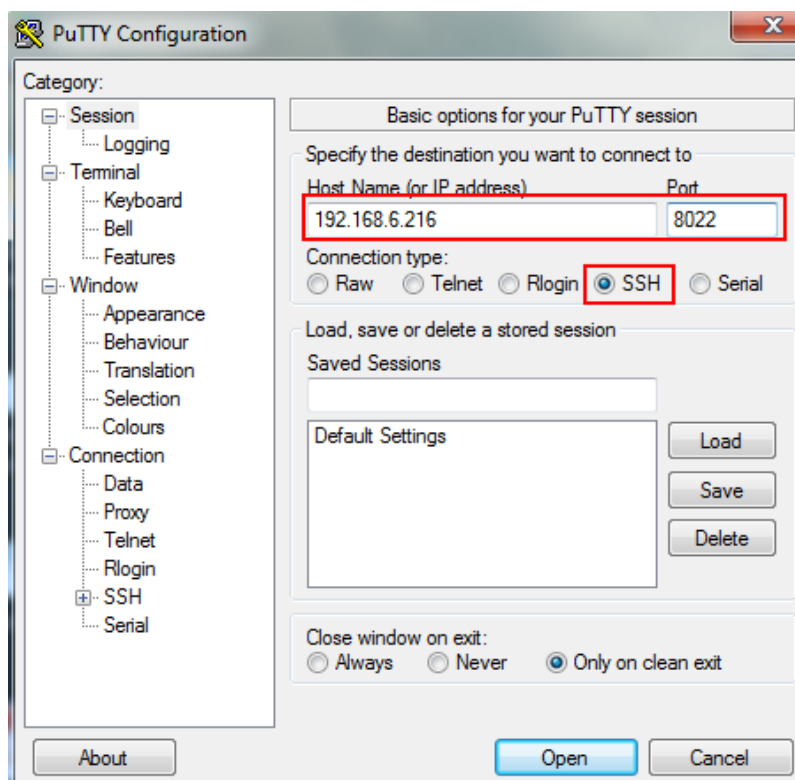 PuTTY Configuration
Category:
Session
Logging
Terminal
Keyboard
Bell
Features
Window
Appearance
Behaviour
Translation
Selection
Colours
Connection
Data
Proxy
Telnet
Rlogin
SSH
Serial
Basic options for your PuTTY session
Specify the destination you want to connect to
Host Name (or IP address) Port
192.168.6.216 8022
Connection type:
Raw Telnet Rlogin SSH Serial
Load, save or delete a stored session
Saved Sessions
Default Settings
Load
Save
Delete
Close window on exit:
Always Never Only on clean exit
About Open Cancel